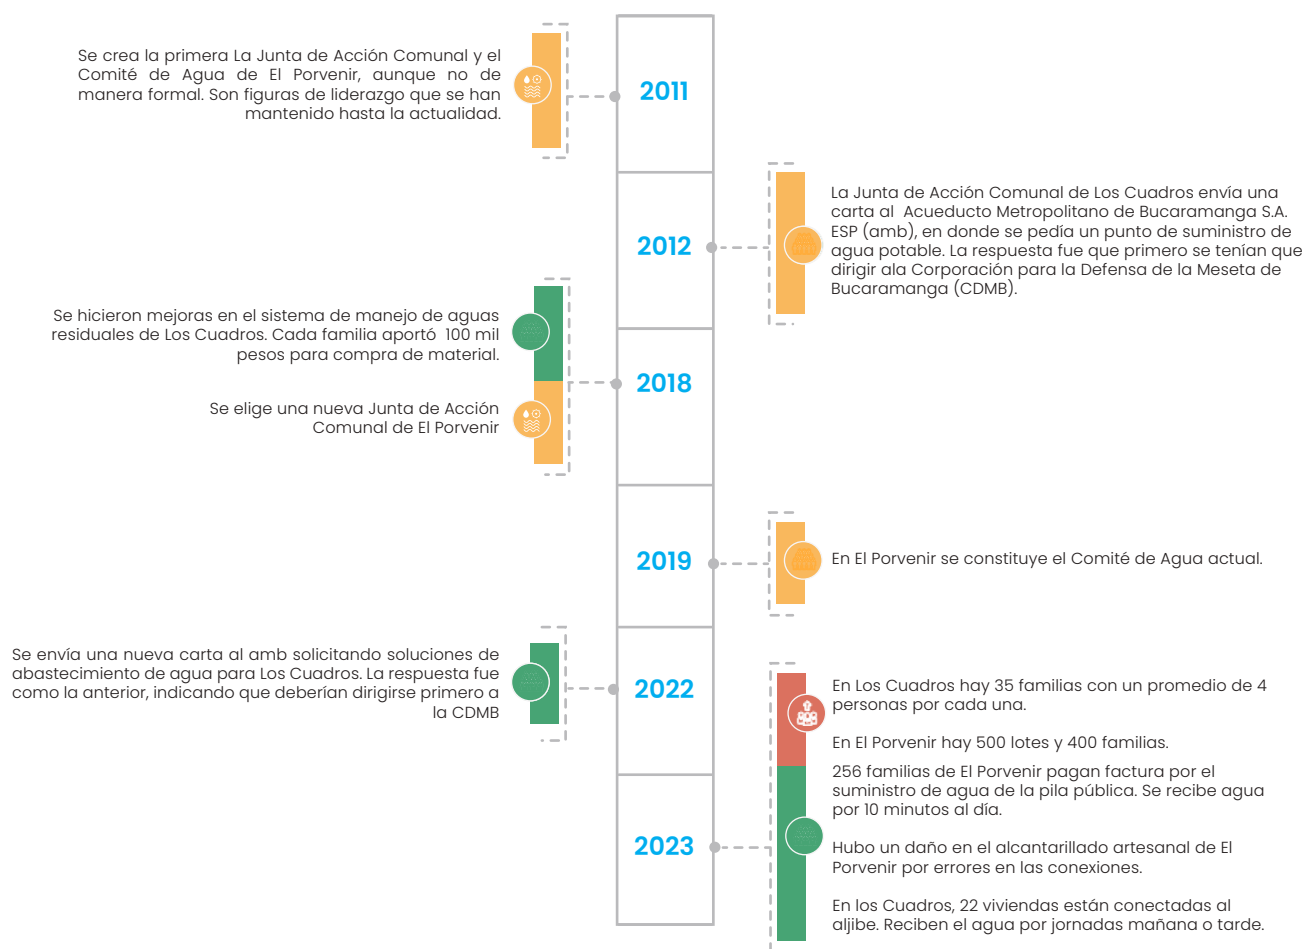 Se crea la primera La Junta de Acción Comunal y el
Comité de Agua de El Porvenir, aunque no de
manera formal. Son figuras de liderazgo que se han
mantenido hasta la actualidad.
2011
2012
La Junta de Acción Comunal de Los Cuadros envía una
carta al Acueducto Metropolitano de Bucaramanga S.A.
ESP (amb), en donde se pedía un punto de suministro de
agua potable. La respuesta fue que primero se tenían que
dirigir ala Corporación para la Defensa de la Meseta de
Bucaramanga (CDMB).
Se hicieron mejoras en el sistema de manejo de aguas
residuales de Los Cuadros. Cada familia aportó 100 mil
pesos para compra de material.
2018
Se elige una nueva Junta de Acción
Comunal de El Porvenir
2019
En El Porvenir se constituye el Comité de Agua actual.
Se envía una nueva carta al amb solicitando soluciones de
abastecimiento de agua para Los Cuadros. La respuesta fue
como la anterior, indicando que deberían dirigirse primero a
la CDMB
2022
2023
En Los Cuadros hay 35 familias con un promedio de 4
personas por cada una.
En El Porvenir hay 500 lotes y 400 familias.
256 familias de El Porvenir pagan factura por el
suministro de agua de la pila pública. Se recibe agua
por 10 minutos al día.
Hubo un daño en el alcantarillado artesanal de El
Porvenir por errores en las conexiones.
En los Cuadros, 22 viviendas están conectadas al
aljibe. Reciben el agua por jornadas mañana o tarde.